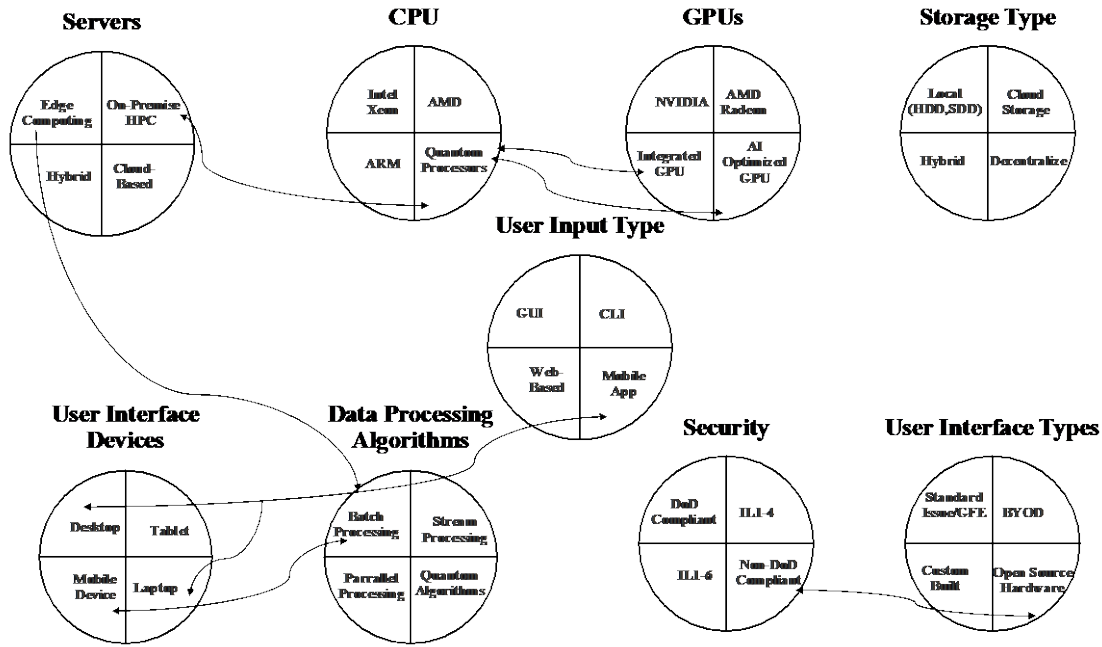 Servers
CPU
GPUs
Storage Type
Edge
Computing
On-Premise
HPC
Hybrid
Cloud-
Based
Intel
Xeon
AMD
ARM
Quantum
Processors
NVIDIA
AMD
Radeon
Integrated
GPU
AI
Optimized
GPU
Local
(HDD,SDD)
Cloud
Storage
Hybrid
Decentralize
User Input Type
GUI
CLI
Web-
Based
Mobile
App
User Interface
Devices
Data Processing
Algorithms
Security
User Interface Types
Desktop
Tablet
Mobile
Device
Laptop
Batch
Processing
Stream
Processing
Parrallel
Processing
Quantum
Algorithms
DoD
Compliant
IL1-4
IL1-6
Non-DoD
Compliant
Standard
Issue/GFE
BYOD
Custom
Built
Open Source
Hardware